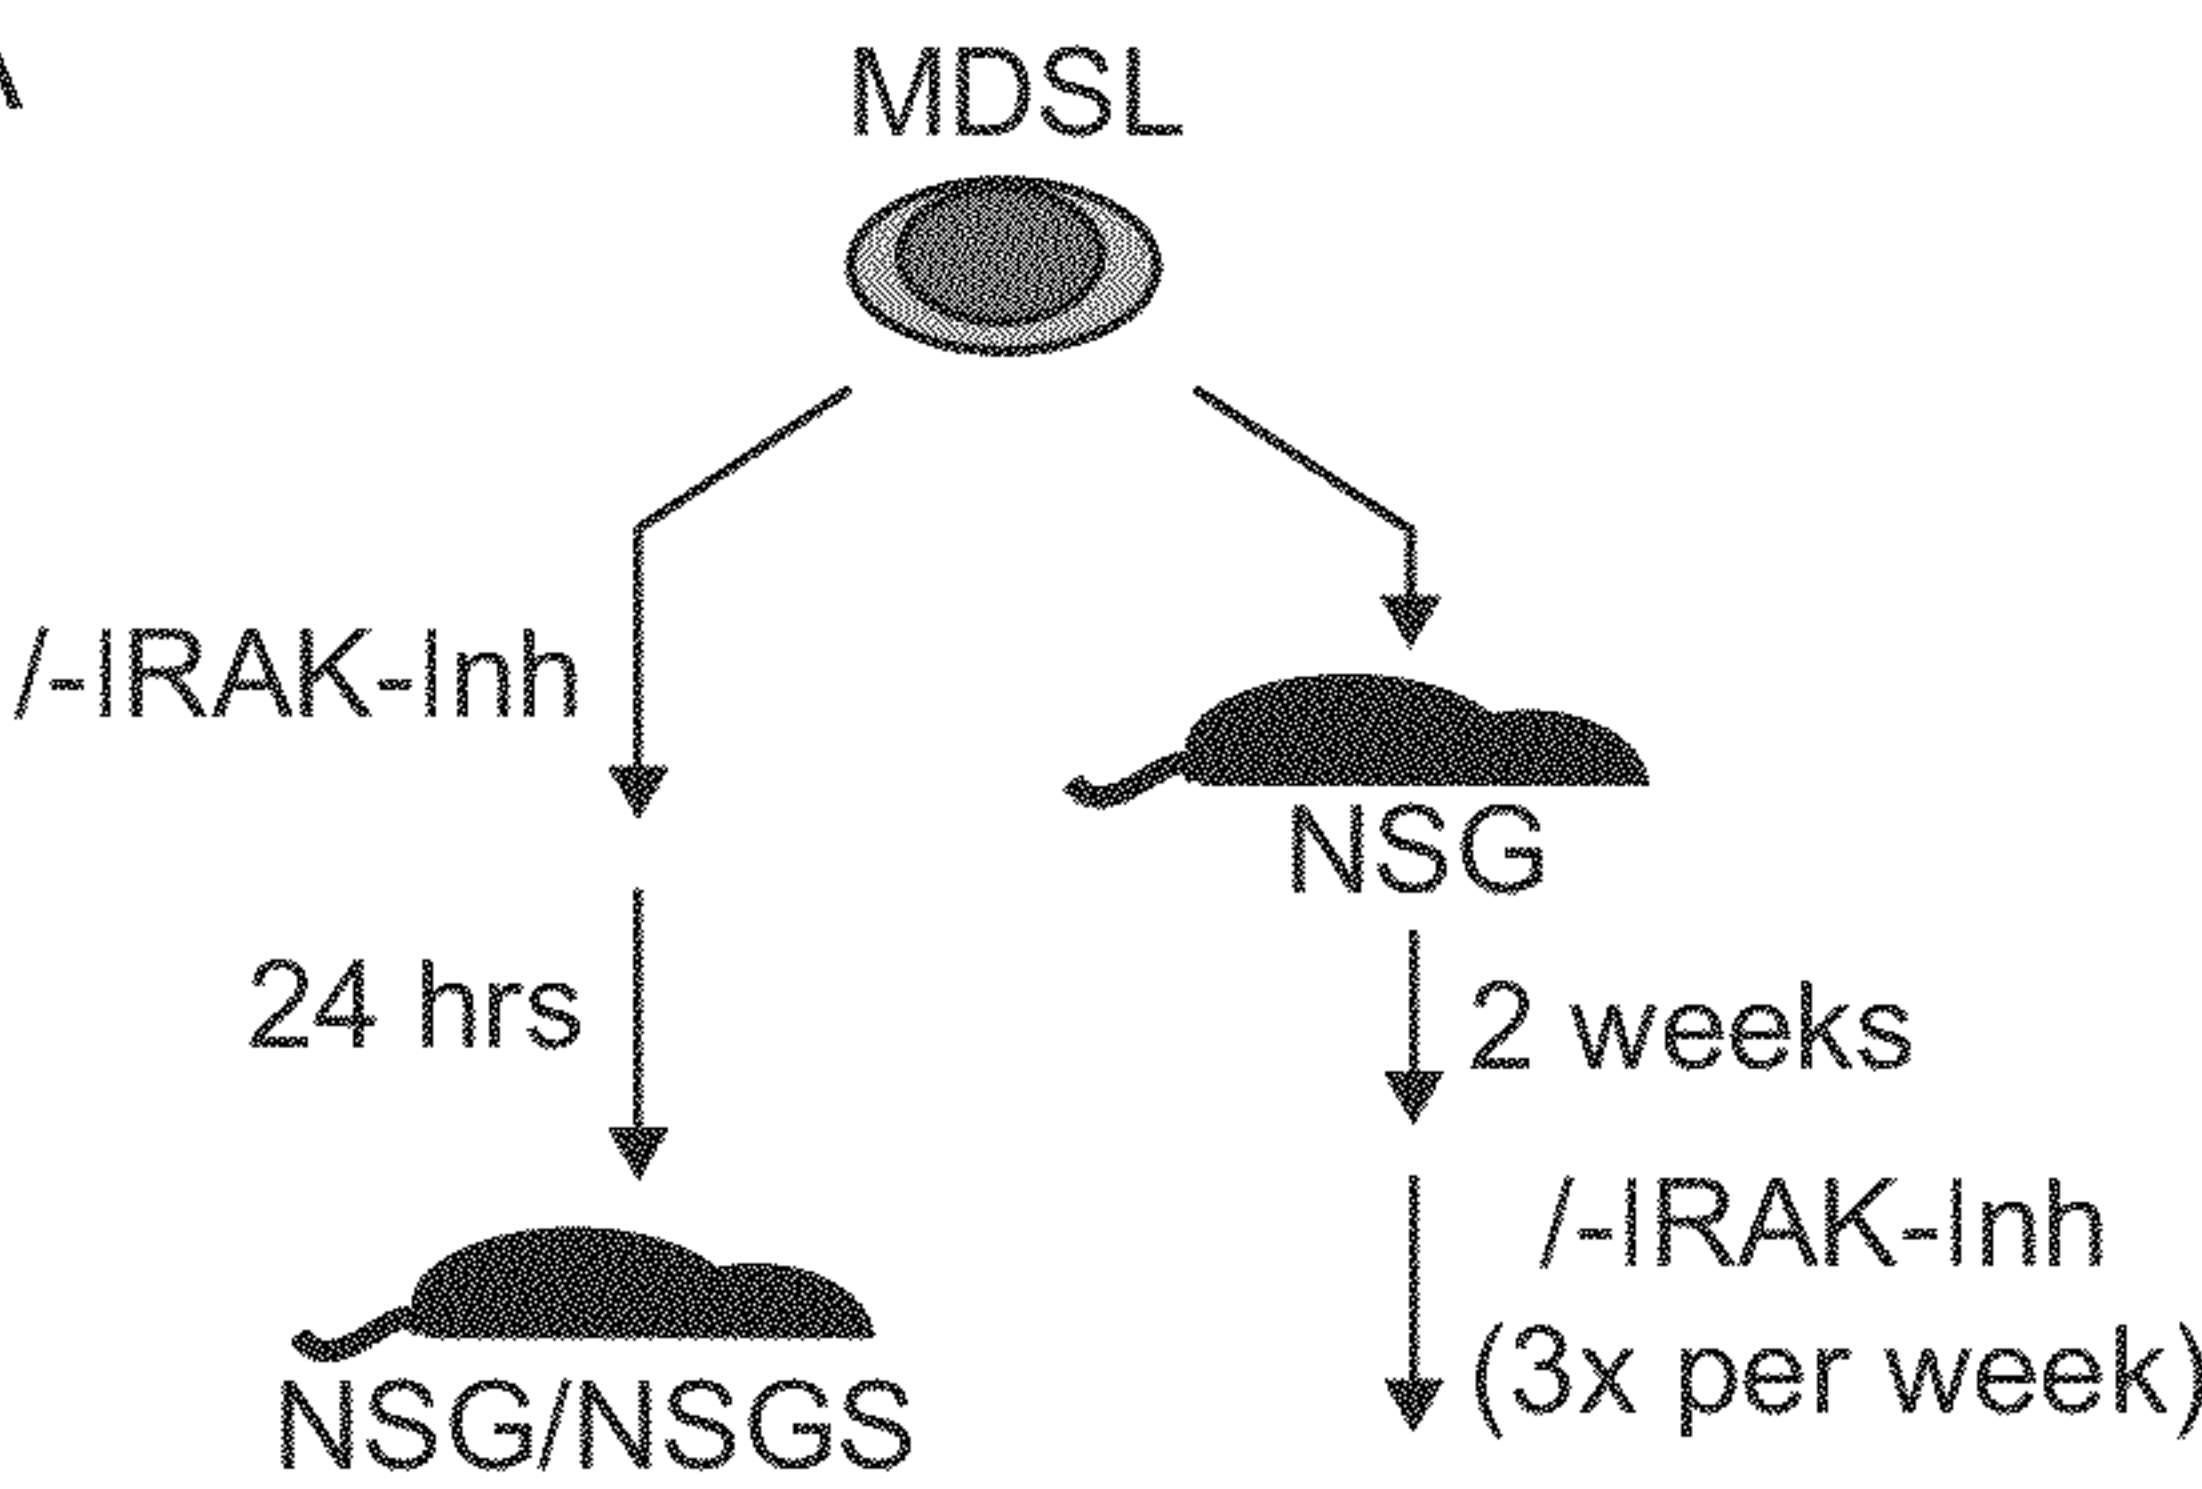 MDSL
/-IRAK-Inh
24 hrs
NSG/NSGS
NSG
2 weeks
/-IRAK-Inh
(3x per week)